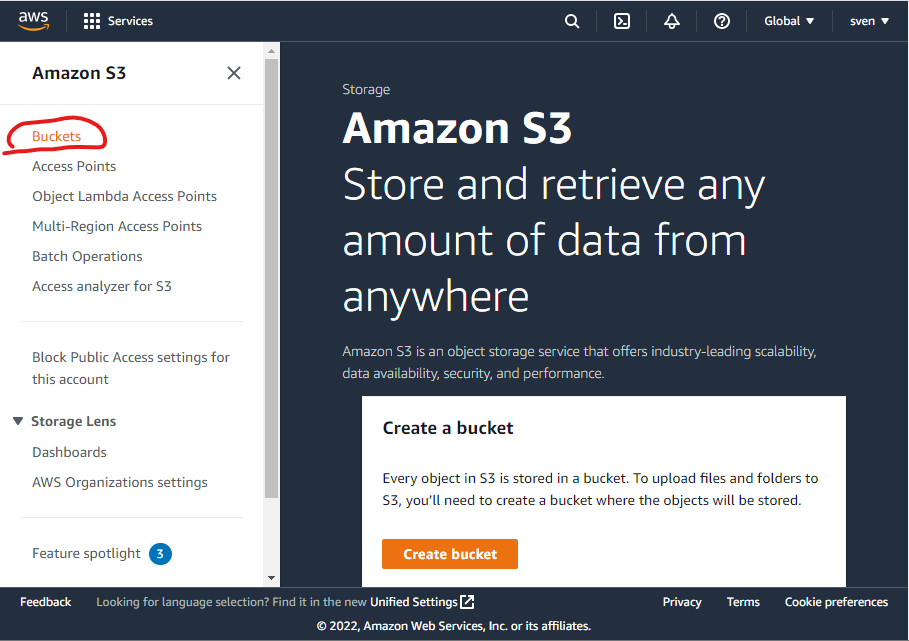 aws
Services
Global
sven
Amazon S3
Buckets
Access Points
Object Lambda Access Points
Multi-Region Access Points
Batch Operations
Access analyzer for S3
Block Public Access settings for
this account
Storage Lens
Dashboards
AWS Organizations settings
Feature spotlight 3
Storage
Amazon S3
Store and retrieve any
amount of data from
anywhere
Amazon S3 is an object storage service that offers industry-leading scalability,
data availability, security, and performance.
Create a bucket
Every object in S3 is stored in a bucket. To upload files and folders to
S3, you’ll need to create a bucket where the objects will be stored.
Create bucket
Feedback
Looking for language selection? Find it in the new Unified Settings
Privacy
Terms
Cookie preferences
© 2022, Amazon Web Services, Inc. or its affiliates.